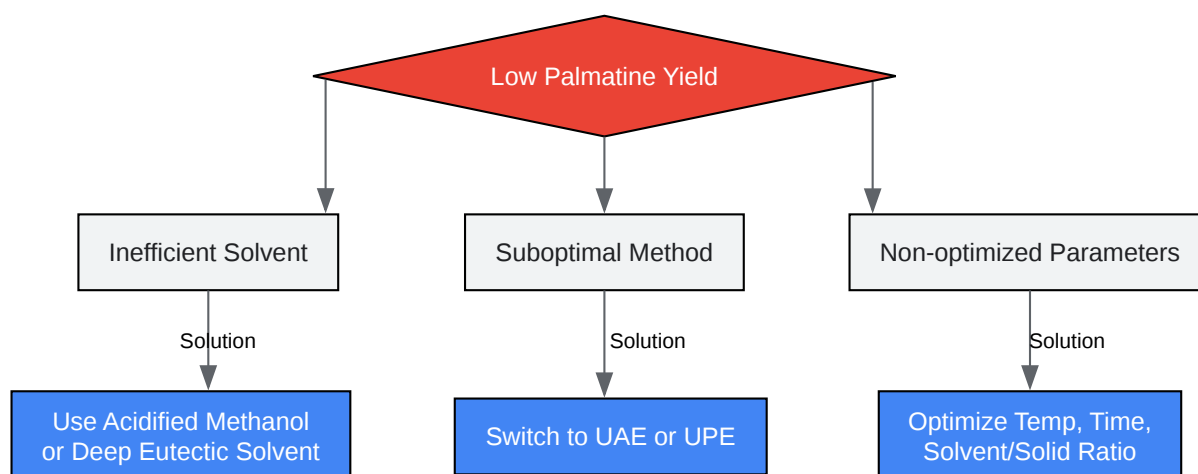 Low Palmatine Yield
Inefficient Solvent
Suboptimal Method
Non-optimized Parameters
Solution
Solution
Solution
Use Acidified Methanol
or Deep Eutectic Solvent
Switch to UAE or UPE
Optimize Temp, Time,
Solvent/Solid Ratio